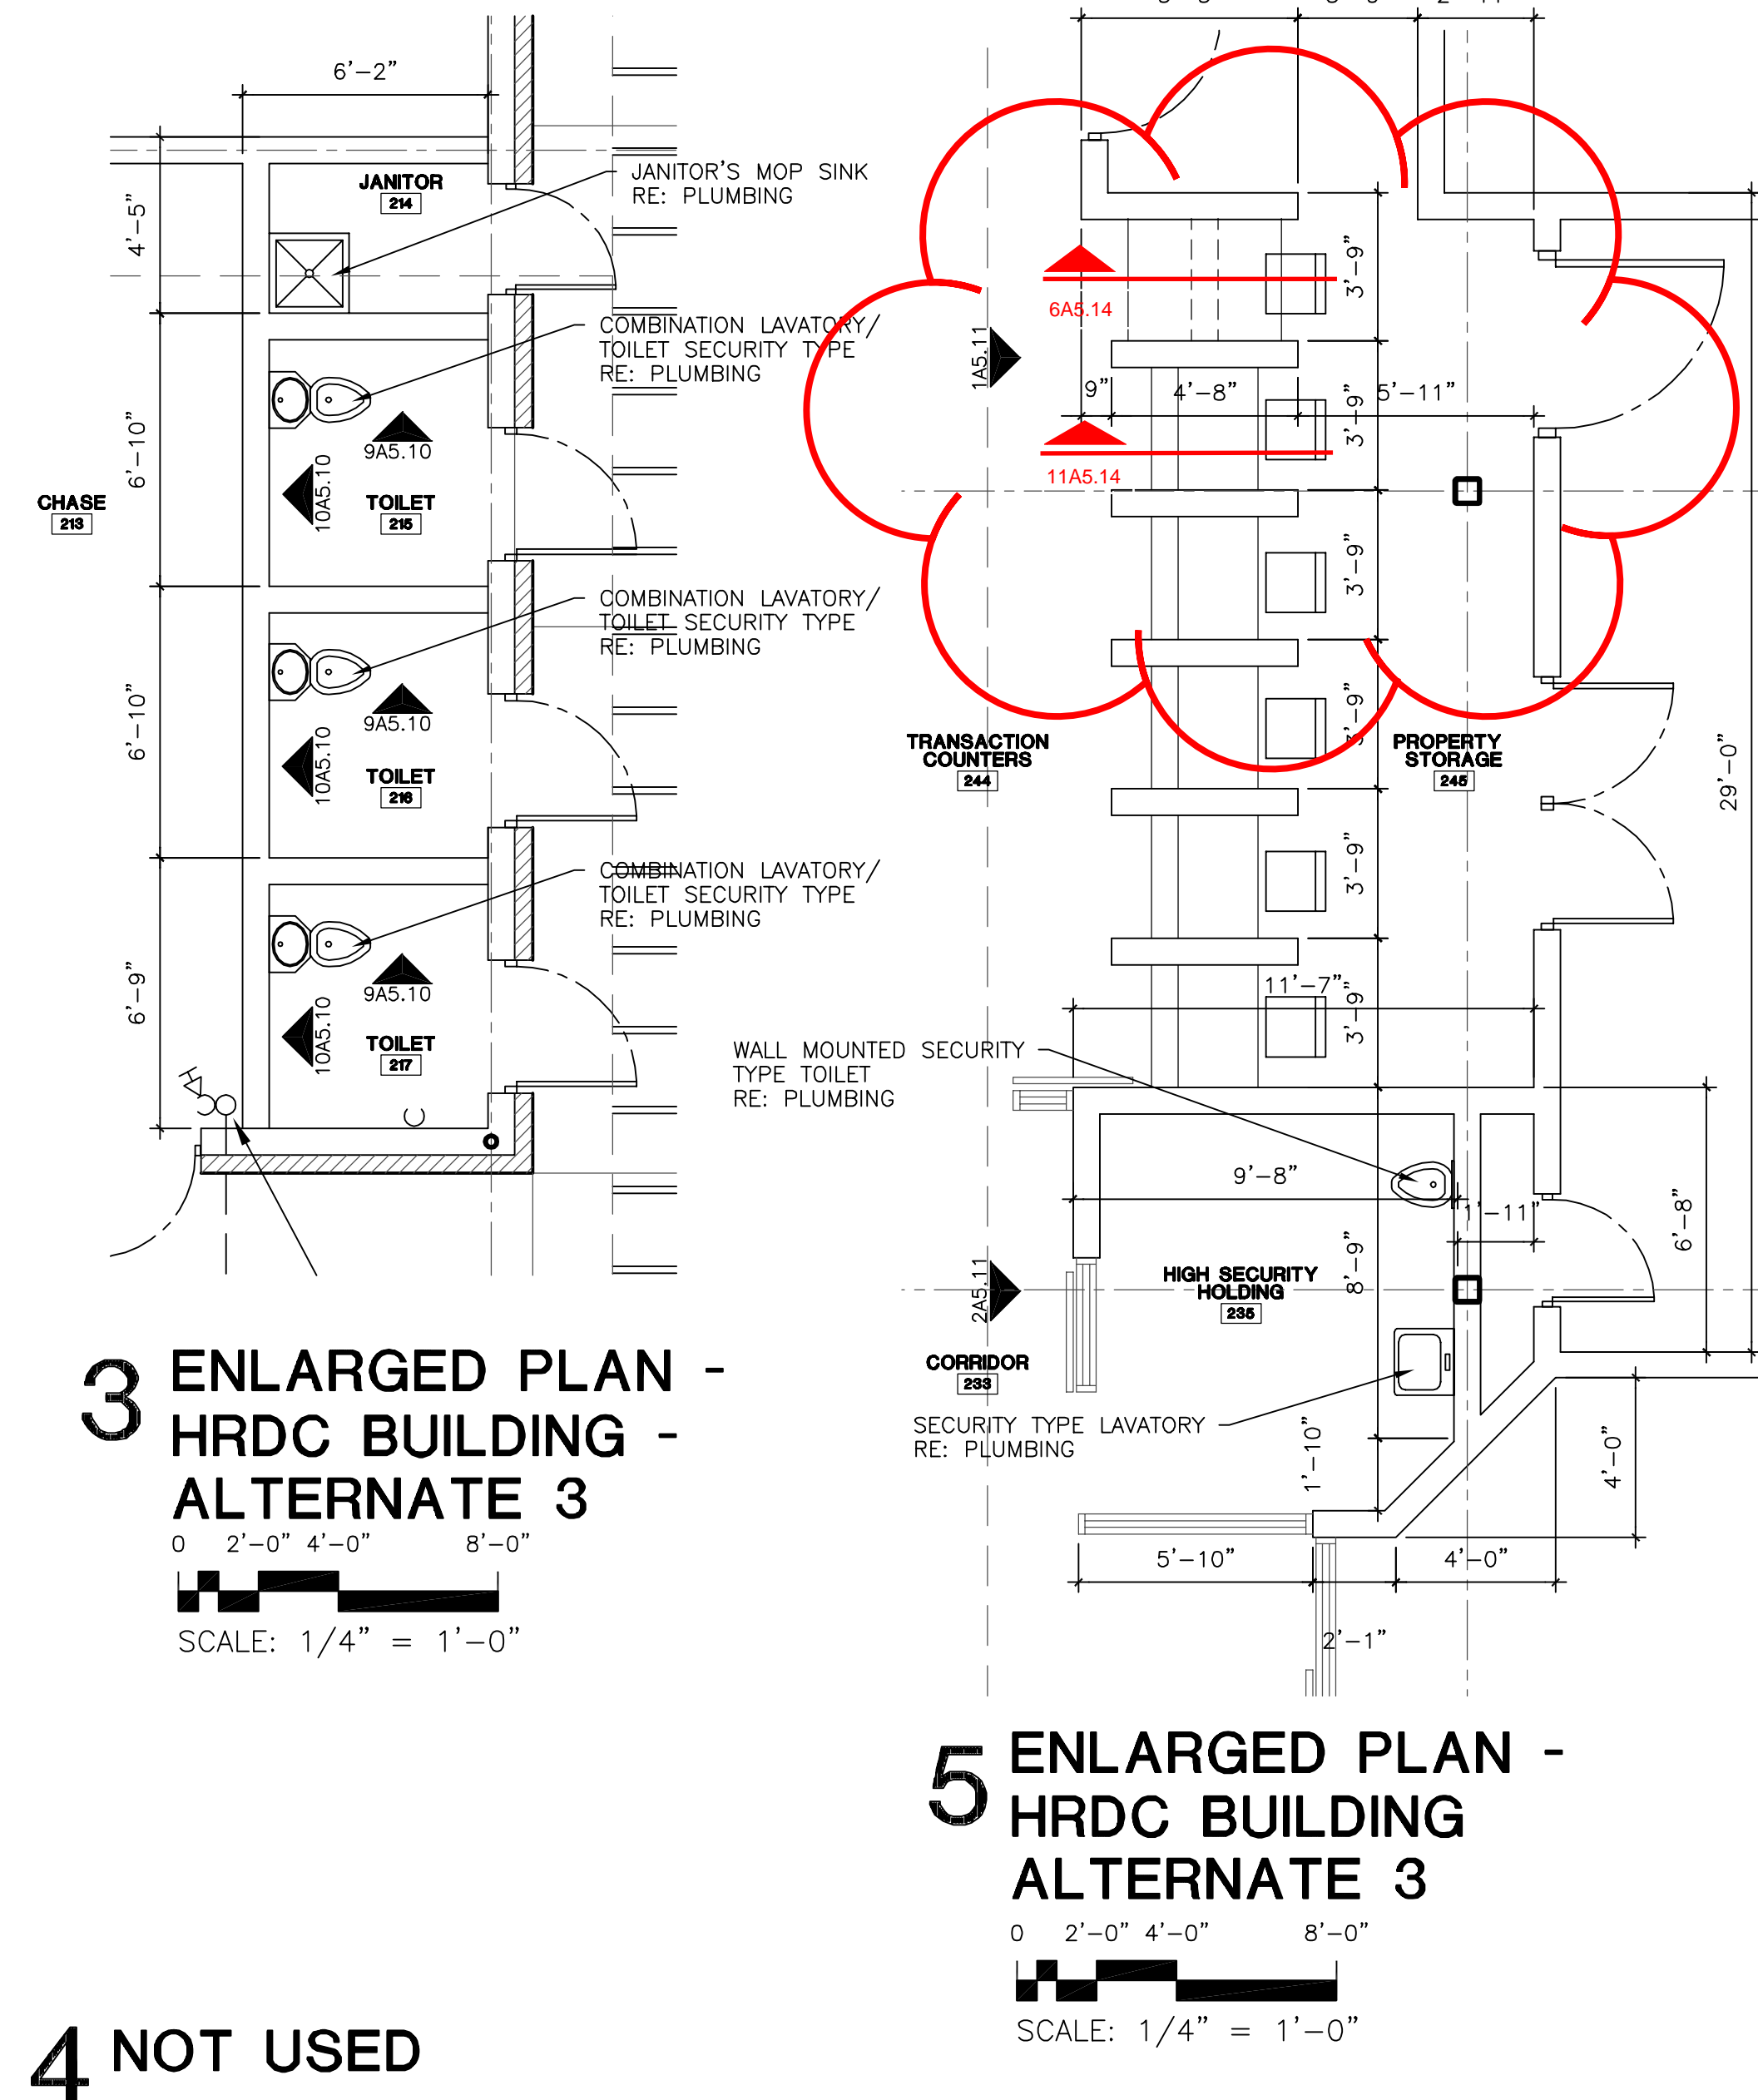 6'-2"
JANITOR
214
JANITOR'S MOP SINK
RE: PLUMBING
4'-5"
COMBINATION LAVATORY/
TOILET SECURITY TYPE
RE: PLUMBING
9A5.10
10A5.10
6'-10"
CHASE
213
TOILET
215
COMBINATION LAVATORY/
TOILET SECURITY TYPE
RE: PLUMBING
9A5.10
10A5.10
6'-10"
TOILET
216
COMBINATION LAVATORY/
TOILET SECURITY TYPE
RE: PLUMBING
9A5.10
10A5.10
6'-9"
TOILET
217
3 ENLARGED PLAN -
HRDC BUILDING -
ALTERNATE 3
0 2'-0" 4'-0" 8'-0"
SCALE: 1/4" = 1'-0"
4 NOT USED
6A5.14
3'-9"
1A5.11
9" 4'-8" 5'-11"
3'-9"
11A5.14
3'-9"
3'-9"
TRANSACTION
COUNTERS
244
PROPERTY
STORAGE
245
29'-0"
3'-9"
11'-7"
3'-9"
WALL MOUNTED SECURITY
TYPE TOILET
RE: PLUMBING
9'-8"
1'-11"
6'-8"
8'-9"
HIGH SECURITY
HOLDING
235
2A5.11
CORRIDOR
233
SECURITY TYPE LAVATORY
RE: PLUMBING
1'-10"
4'-0"
5'-10" 4'-0"
2'-1"
5 ENLARGED PLAN -
HRDC BUILDING
ALTERNATE 3
0 2'-0" 4'-0" 8'-0"
SCALE: 1/4" = 1'-0"